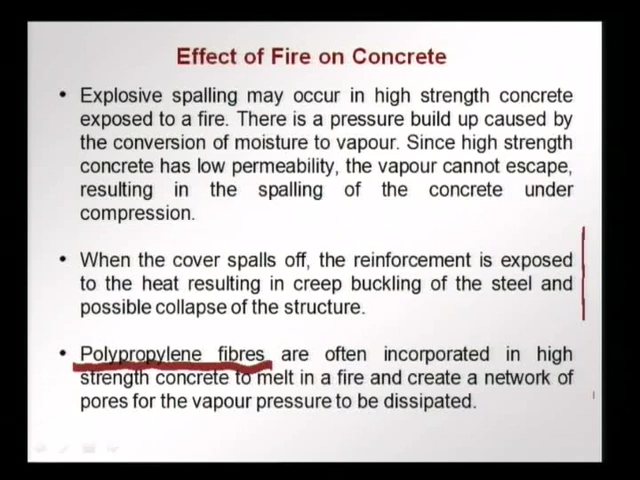 Effect of Fire on Concrete
• Explosive spalling may occur in high strength concrete
exposed to a fire. There is a pressure build up caused by
the conversion of moisture to vapour. Since high strength
concrete has low permeability, the vapour cannot escape,
resulting in the spalling of the concrete under
compression.
• When the cover spalls off, the reinforcement is exposed
to the heat resulting in creep buckling of the steel and
possible collapse of the structure.
• Polypropylene fibres are often incorporated in high
strength concrete to melt in a fire and create a network of
pores for the vapour pressure to be dissipated.